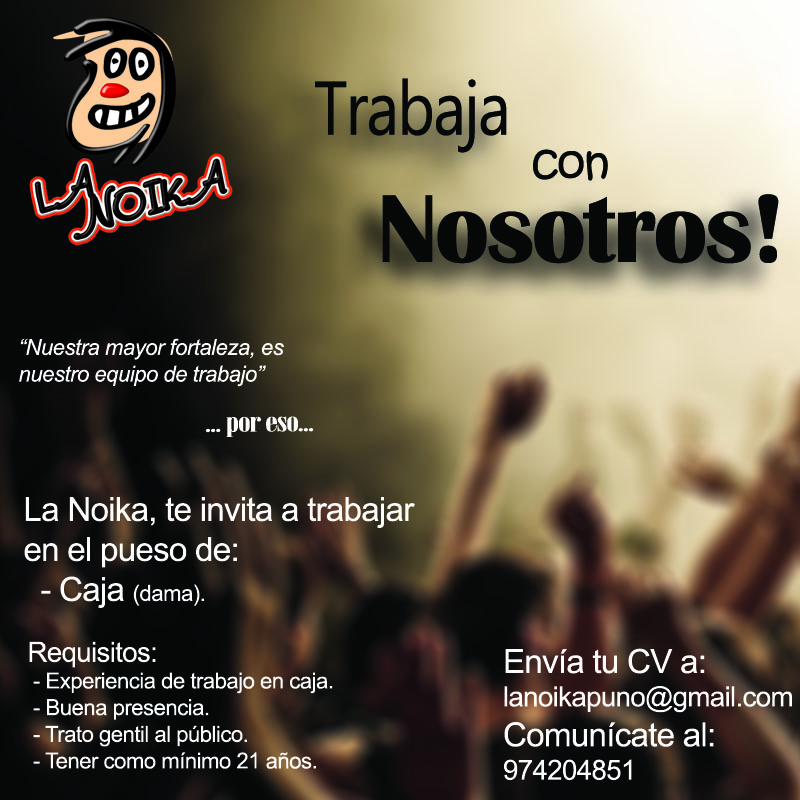 LA NOIKA
Trabaja
con
Nosotros!
“Nuestra mayor fortaleza, es
nuestro equipo de trabajo”
... por eso...
La Noika, te invita a trabajar
en el pueso de:
- Caja (dama).
Requisitos:
- Experiencia de trabajo en caja.
- Buena presencia.
- Trato gentil al público.
- Tener como mínimo 21 años.
Envía tu CV a:
lanoikapuno@gmail.com
Comunícate al:
974204851